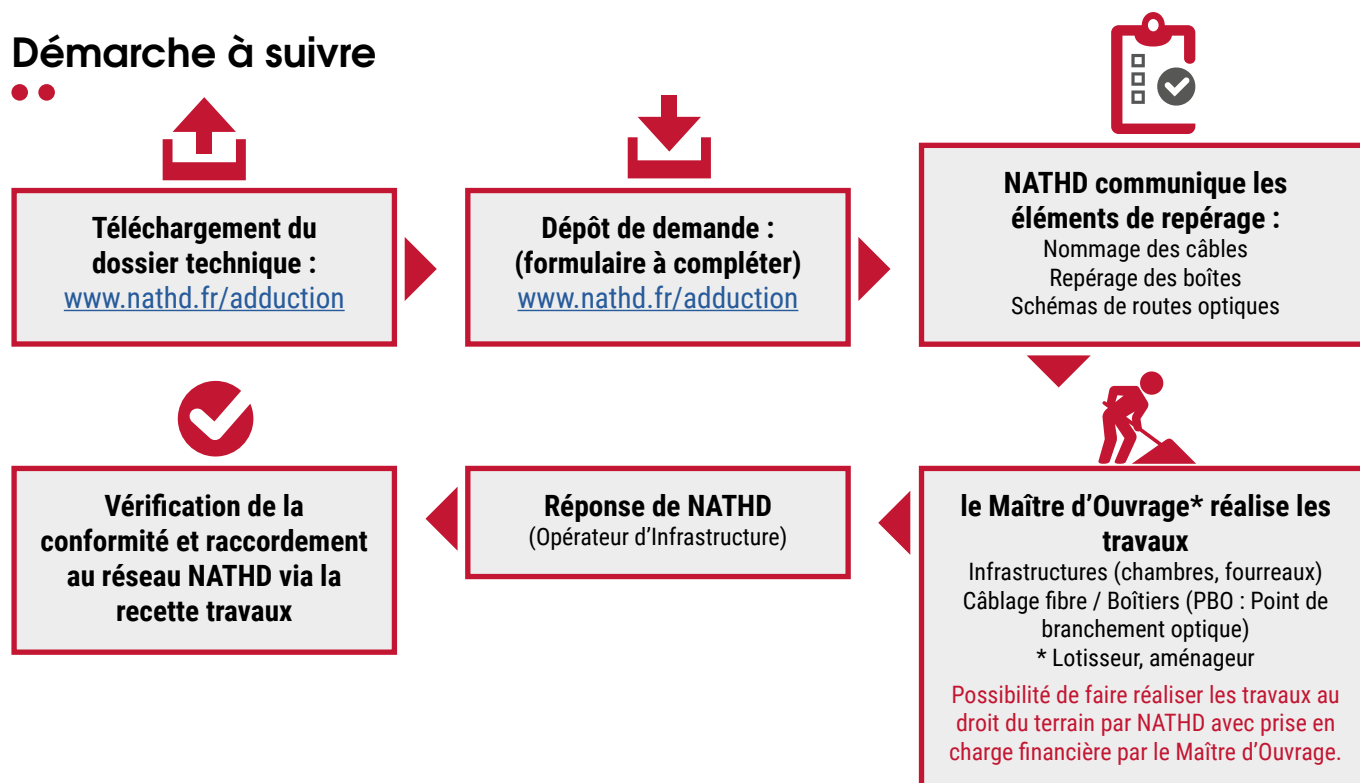 Démarche à suivre
Téléchargement du
dossier technique :
www.nathd.fr/adduction
Dépôt de demande :
(formulaire à compléter)
www.nathd.fr/adduction
NATHD communique les
éléments de repérage :
Nommage des câbles
Repérage des boîtes
Schémas de routes optiques
le Maître d’Ouvrage* réalise les
travaux
Infrastructures (chambres, fourreaux)
Câblage fibre / Boîtiers (PBO : Point de
branchement optique)
* Lotisseur, aménageur
Possibilité de faire réaliser les travaux au
droit du terrain par NATHD avec prise en
charge financière par le Maître d’Ouvrage.
Réponse de NATHD
(Opérateur d’Infrastructure)
Vérification de la
conformité et raccordement
au réseau NATHD via la
recette travaux